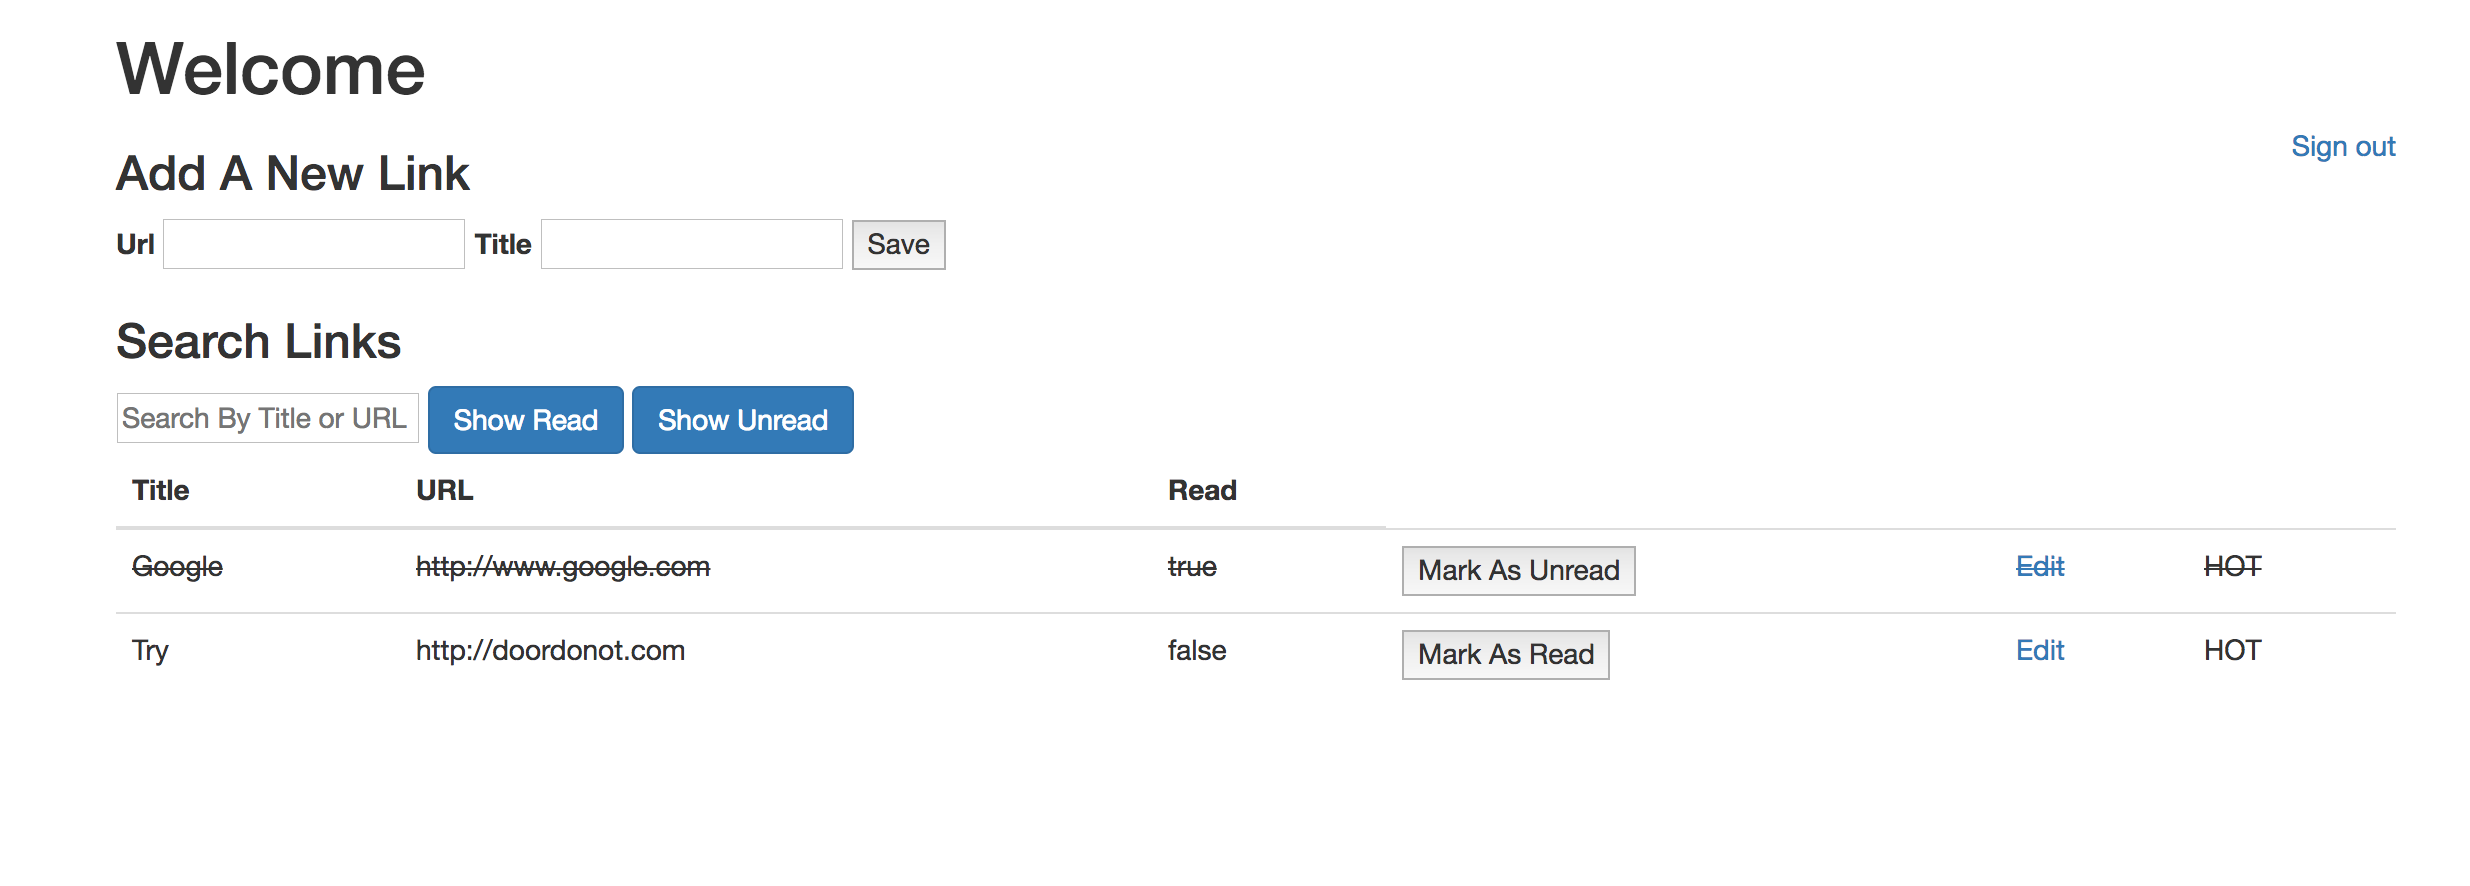 Welcome
Sign out
Add A New Link
Url Title Save
Search Links
Search By Title or URL Show Read Show Unread
Title URL Read
Google http://www.google.com true Mark As Unread Edit HOT
Try http://doordonot.com false Mark As Read Edit HOT